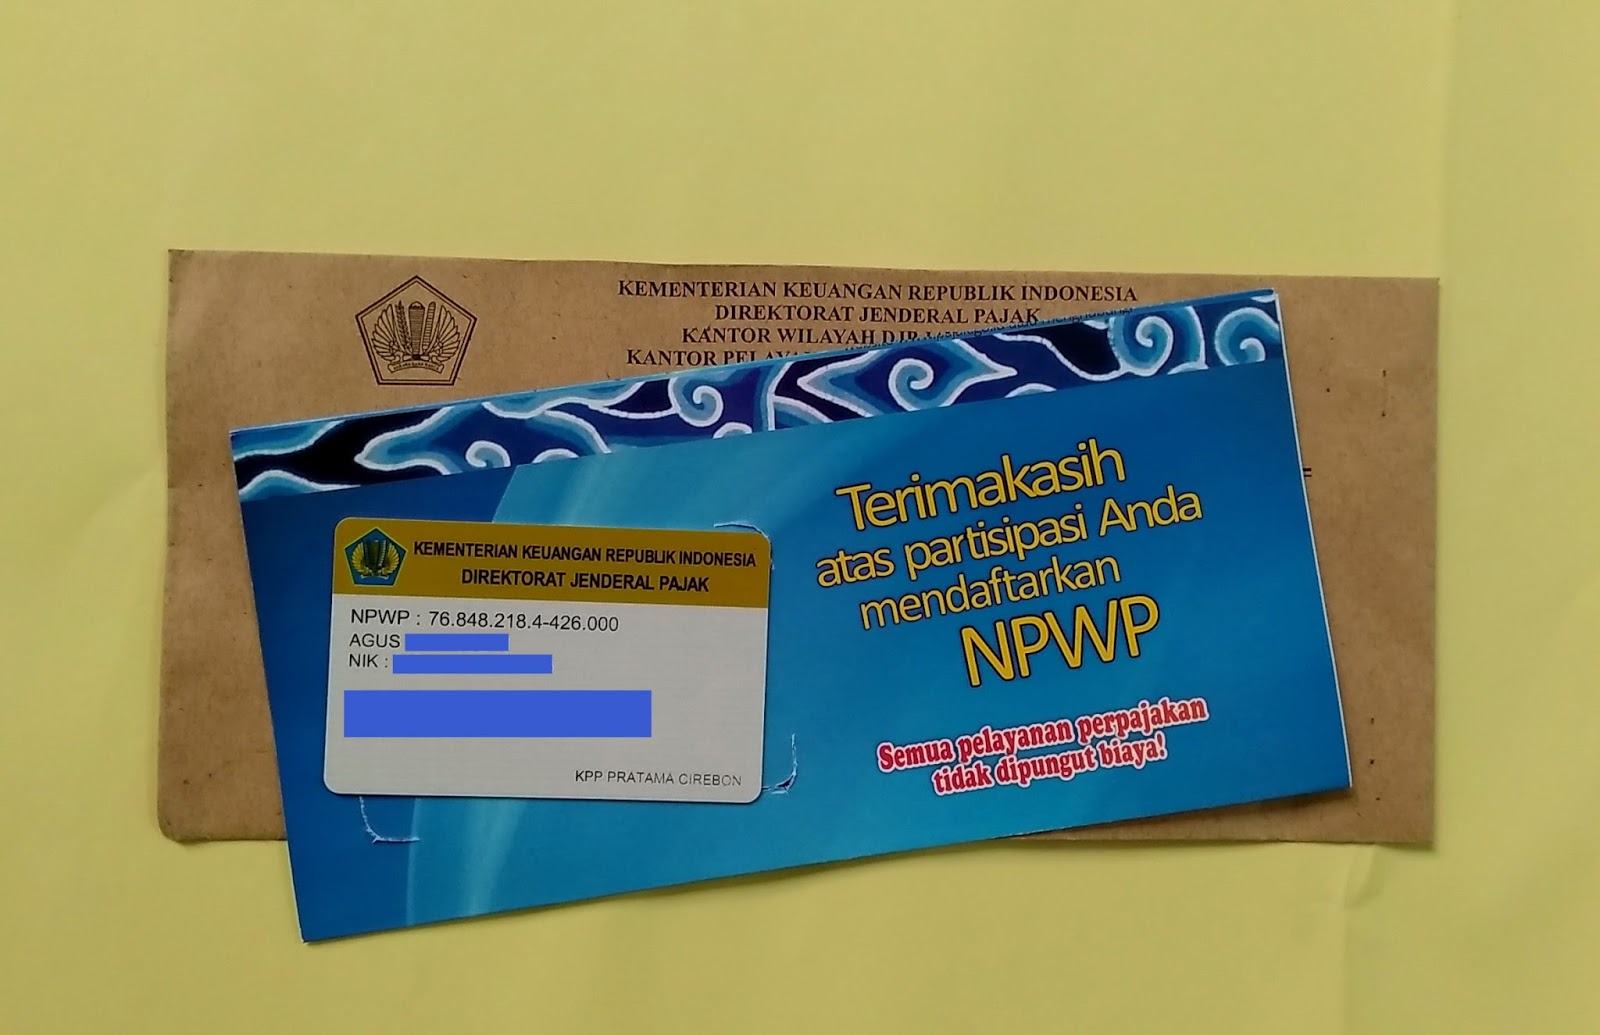 KEMENTERIAN KEUANGAN REPUBLIK INDONESIA
DIREKTORAT JENDERAL PAJAK
KANTOR WILAYAH DJP
KANTOR
Terimakasih
atas partisipasi Anda
mendaftarkan
NPWP
Semua pelayanan perpajakan
tidak dipungut biaya!
KEMENTERIAN KEUANGAN REPUBLIK INDONESIA
DIREKTORAT JENDERAL PAJAK
NPWP : 76.848.218.4-426.000
AGUS
NIK :
KPP PRATAMA CIREBON